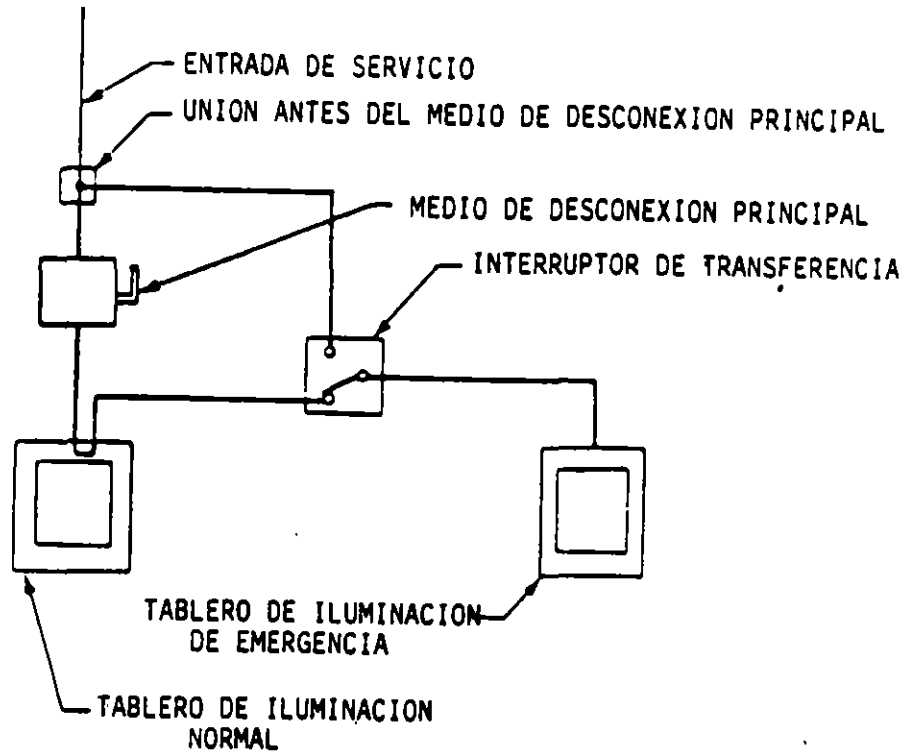 ENTRADA DE SERVICIO
UNION ANTES DEL MEDIO DE DESCONEXION PRINCIPAL
MEDIO DE DESCONEXION PRINCIPAL
INTERRUPTOR DE TRANSFERENCIA
TABLERO DE ILUMINACION
DE EMERGENCIA
TABLERO DE ILUMINACION
NORMAL